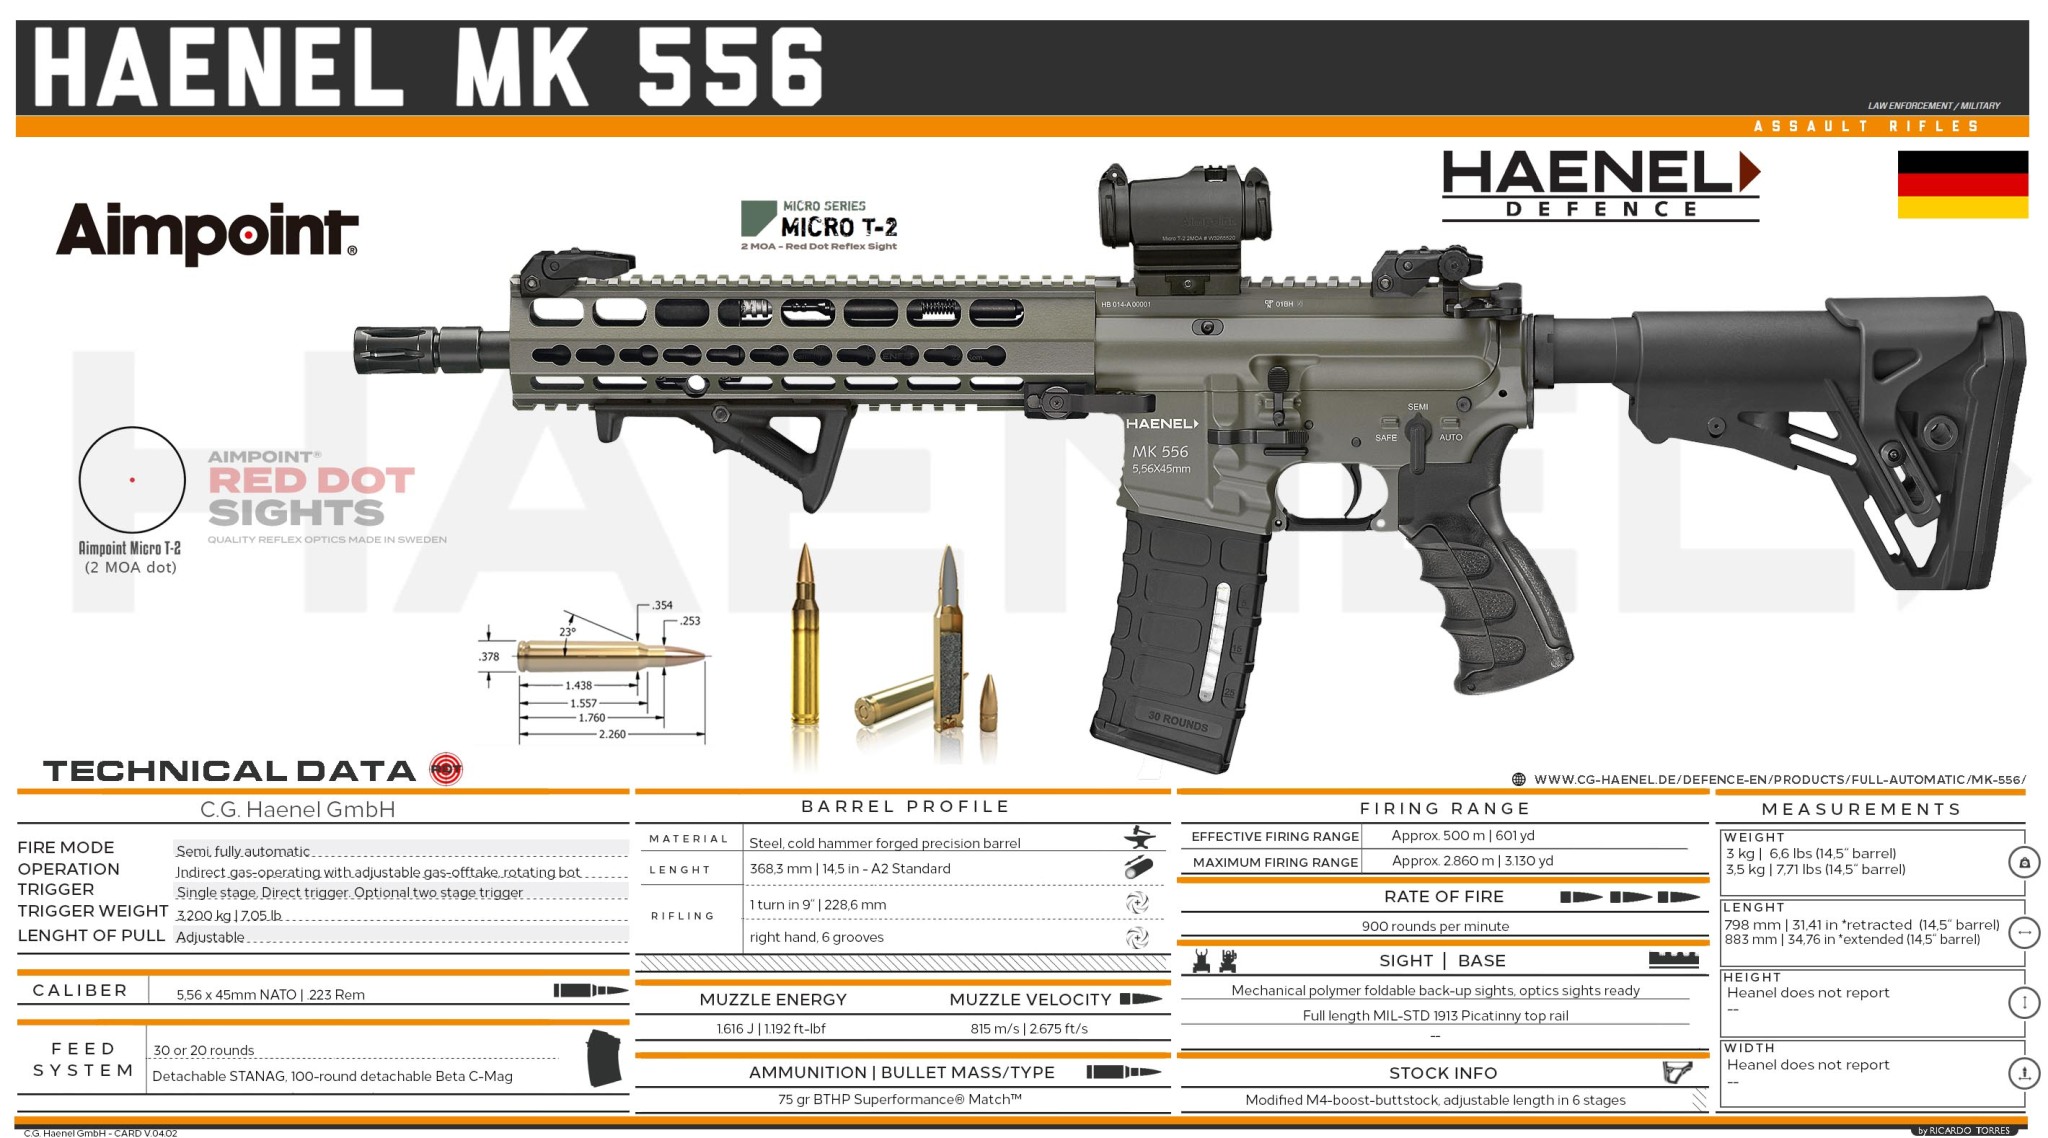 HAENEL MK 556
LAW ENFORCEMENT / MILITARY
ASSAULT RIFLES
Aimpoint®
MICRO SERIES
MICRO T-2
2 MOA - Red Dot Reflex Sight
HAENEL
DEFENCE
HB 014-A00001
01BH
SEMI
SAFE
AUTO
HAENEL
MK 556
5,56X45mm
30 ROUNDS
AIMPOINT®
RED DOT
SIGHTS
QUALITY REFLEX OPTICS MADE IN SWEDEN
Aimpoint Micro T-2
(2 MOA dot)
HAENEL
.354
.253
23°
.378
1.438
1.557
1.760
2.260
TECHNICAL DATA
WWW.CG-HAENEL.DE/DEFENCE-EN/PRODUCTS/FULL-AUTOMATIC/MK-556/
C.G. Haenel GmbH
FIRE MODE Semi, fully automatic
OPERATION Indirect gas-operating with adjustable gas-offtake, rotating bot
TRIGGER Single stage, Direct trigger. Optional two stage trigger
TRIGGER WEIGHT 3,200 kg | 7,05 lb
LENGHT OF PULL Adjustable
CALIBER 5,56 x 45mm NATO | .223 Rem
FEED SYSTEM
30 or 20 rounds
Detachable STANAG, 100-round detachable Beta C-Mag
BARREL PROFILE
MATERIAL Steel, cold hammer forged precision barrel
LENGHT 368,3 mm | 14,5 in - A2 Standard
RIFLING
1 turn in 9" | 228,6 mm
right hand, 6 grooves
MUZZLE ENERGY MUZZLE VELOCITY
1.616 J | 1.192 ft-lbf 815 m/s | 2.675 ft/s
AMMUNITION | BULLET MASS/TYPE
75 gr BTHP Superformance® Match™
FIRING RANGE
EFFECTIVE FIRING RANGE Approx. 500 m | 601 yd
MAXIMUM FIRING RANGE Approx. 2.860 m | 3.130 yd
RATE OF FIRE
900 rounds per minute
SIGHT | BASE
Mechanical polymer foldable back-up sights, optics sights ready
Full length MIL-STD 1913 Picatinny top rail
--
STOCK INFO
Modified M4-boost-buttstock, adjustable length in 6 stages
MEASUREMENTS
WEIGHT
3 kg | 6,6 lbs (14,5" barrel)
3,5 kg | 7,71 lbs (14,5" barrel)
LENGHT
798 mm | 31,41 in *retracted (14,5" barrel)
883 mm | 34,76 in *extended (14,5" barrel)
HEIGHT
Heanel does not report
--
WIDTH
Heanel does not report
--
C.G. Haenel GmbH - CARD V.04.02
by RICARDO TORRES